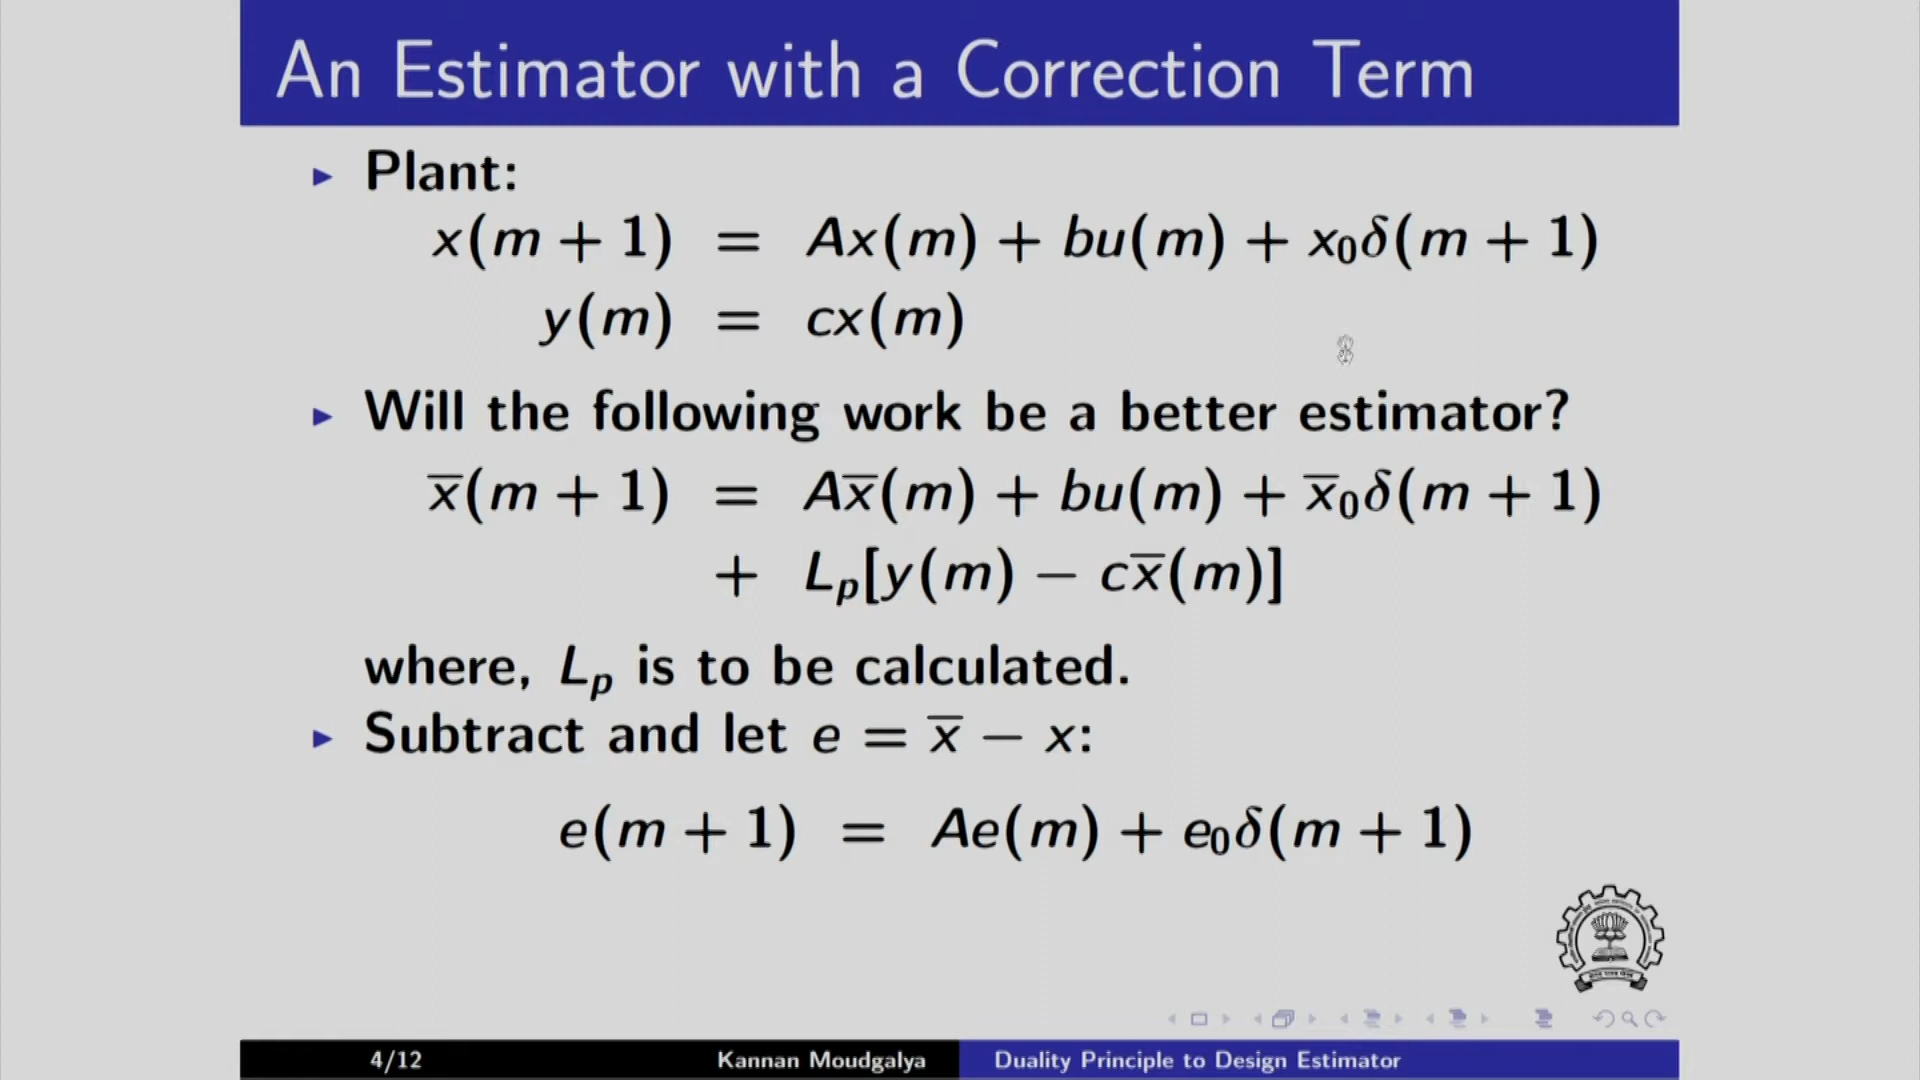 An Estimator with a Correction Term
▶ Plant:
x(m + 1) = Ax(m) + bu(m) + x₀δ(m + 1)
y(m) = cx(m)
▶ Will the following work be a better estimator?
x̅(m + 1) = Ax̅(m) + bu(m) + x̅₀δ(m + 1)
+ Lₚ[y(m) − cx̅(m)]
where, Lₚ is to be calculated.
▶ Subtract and let e = x̅ − x:
e(m + 1) = Ae(m) + e₀δ(m + 1)
4/12 Kannan Moudgalya Duality Principle to Design Estimator